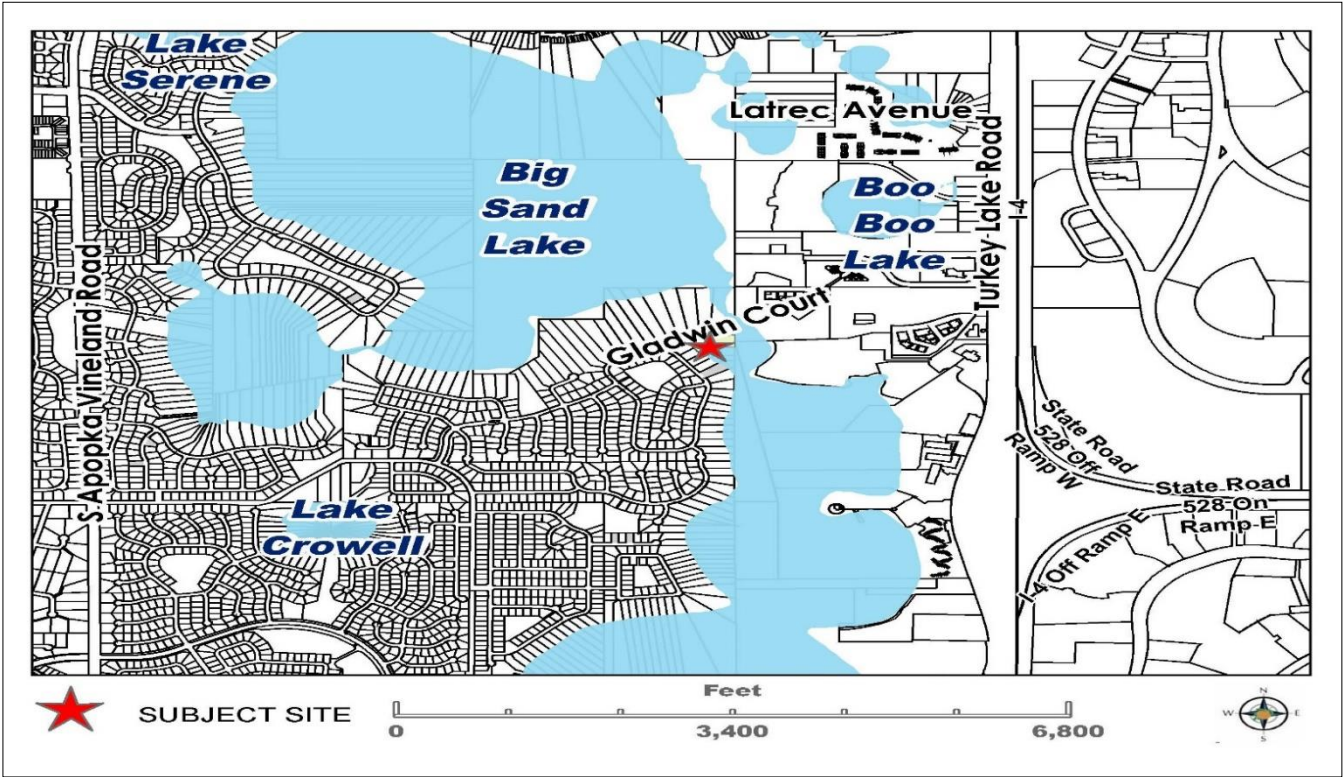 Lake
Serene
Latrec Avenue
Big
Sand
Lake
Boo
Boo
Lake
Turkey Lake Road
I-4
S Apopka Vineland Road
Gladwin Court
State Road
528 Off
Ramp W
State Road
528 On
Ramp E
I-4 Off Ramp E
Lake
Crowell
SUBJECT SITE
Feet
0
3,400
6,800
N
W
E
S